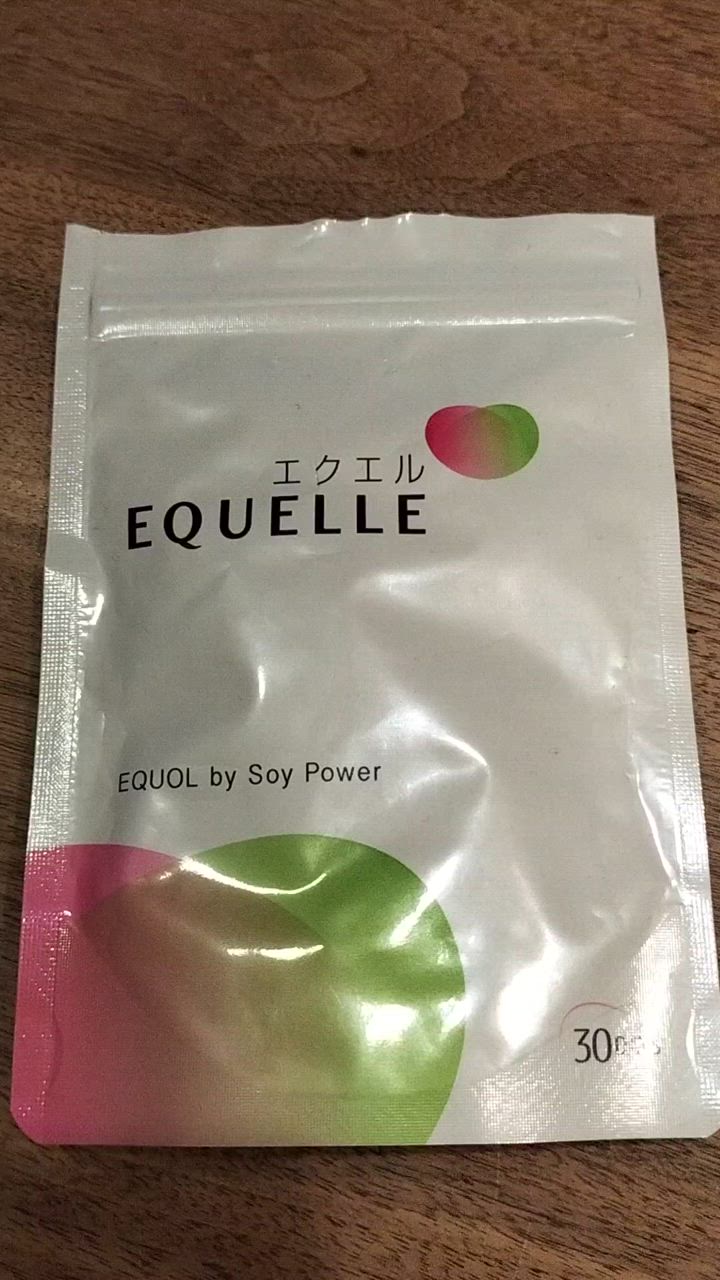 エクエル
EQUELLE
EQUOL by Soy Power
30